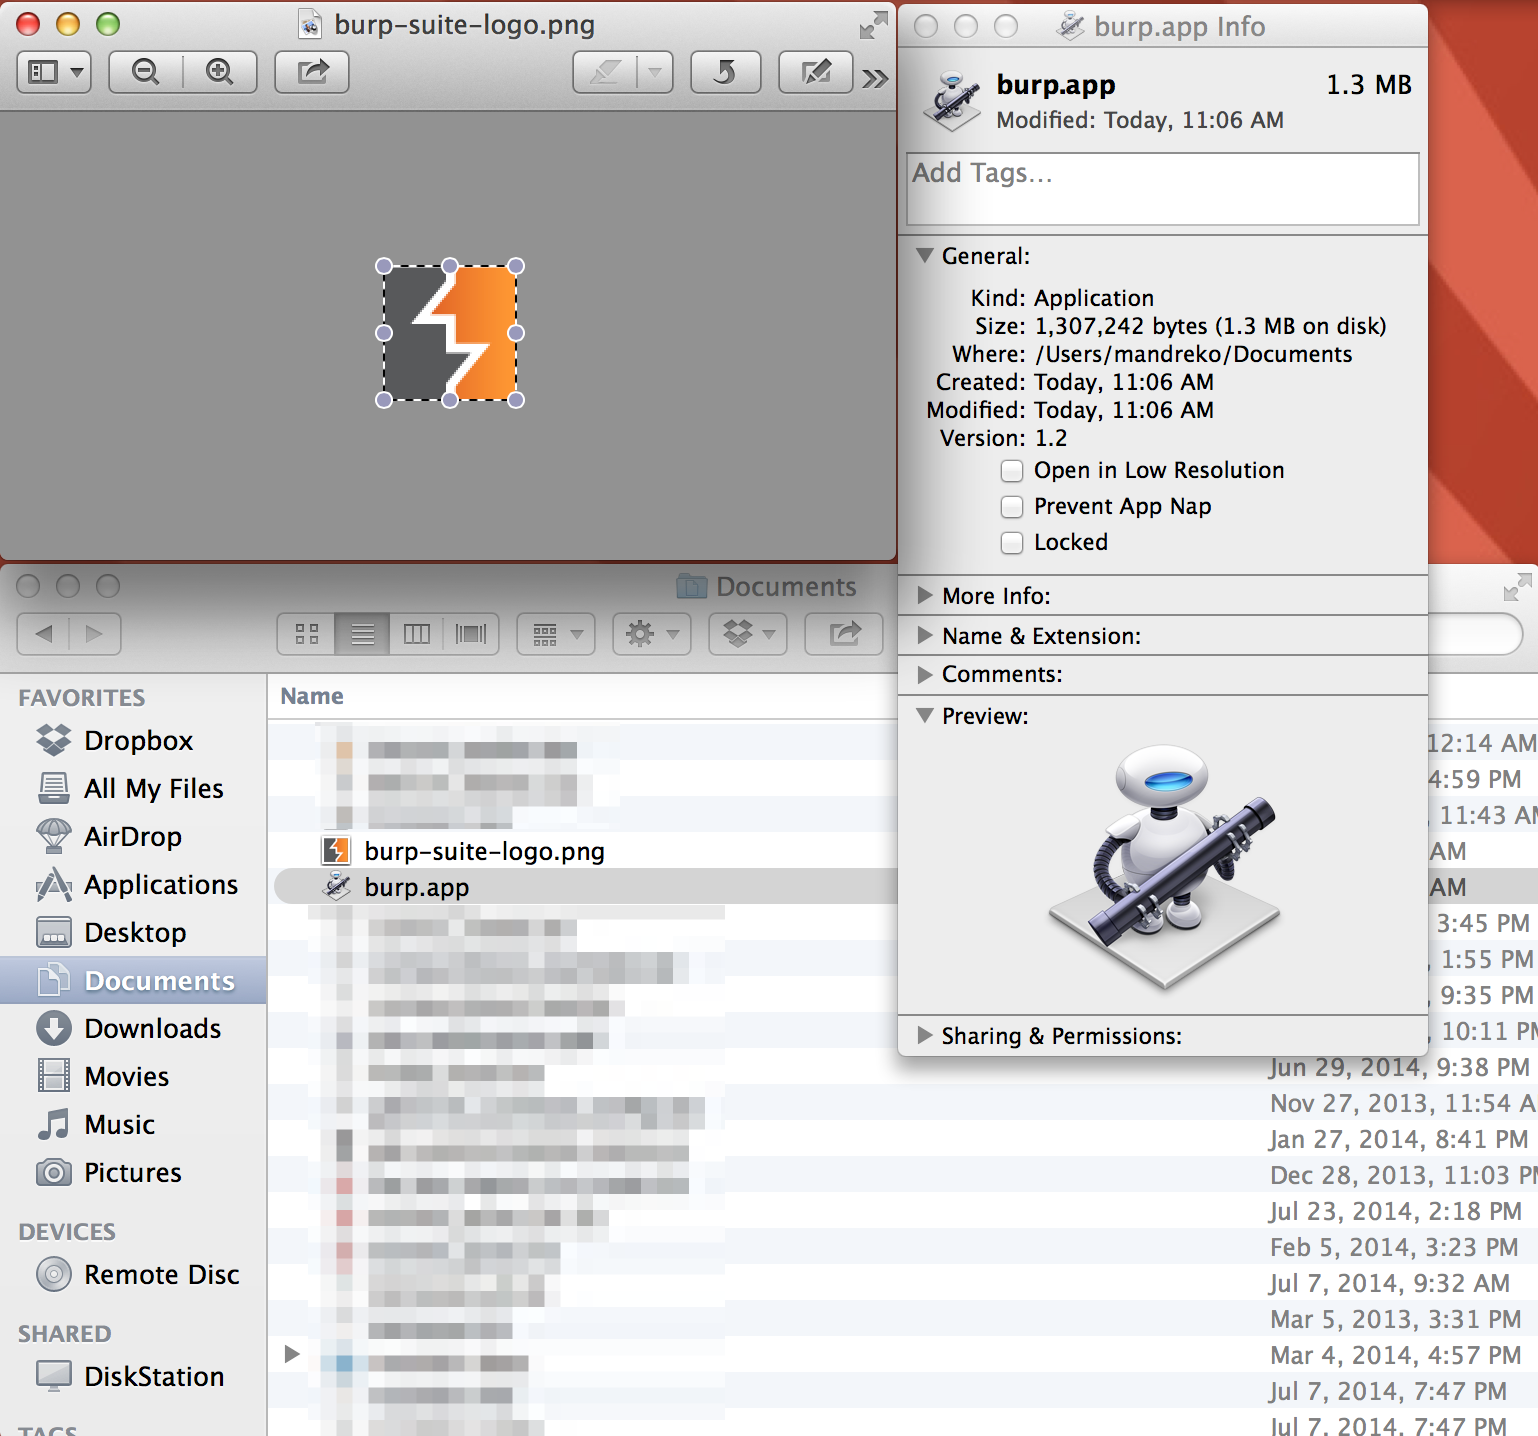 burp-suite-logo.png
burp.app Info
burp.app
1.3 MB
Modified: Today, 11:06 AM
Add Tags...
General:
Kind: Application
Size: 1,307,242 bytes (1.3 MB on disk)
Where: /Users/mandreko/Documents
Created: Today, 11:06 AM
Modified: Today, 11:06 AM
Version: 1.2
Open in Low Resolution
Prevent App Nap
Locked
More Info:
Name & Extension:
Comments:
Preview:
Sharing & Permissions:
Documents
FAVORITES
Dropbox
All My Files
AirDrop
Applications
Desktop
Documents
Downloads
Movies
Music
Pictures
DEVICES
Remote Disc
SHARED
DiskStation
TAGS
Name
burp-suite-logo.png
burp.app
12:14 AM
4:59 PM
, 11:43 AM
AM
AM
3:45 PM
, 1:55 PM
, 9:35 PM
, 10:11 PM
Jun 29, 2014, 9:38 PM
Nov 27, 2013, 11:54 A
Jan 27, 2014, 8:41 PM
Dec 28, 2013, 11:03 PM
Jul 23, 2014, 2:18 PM
Feb 5, 2014, 3:23 PM
Jul 7, 2014, 9:32 AM
Mar 5, 2013, 3:31 PM
Mar 4, 2014, 4:57 PM
Jul 7, 2014, 7:47 PM
Jul 7, 2014, 7:47 PM